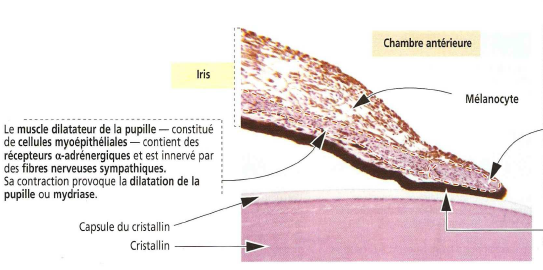 Chambre antérieure
Iris
Mélanocyte
Le muscle dilatateur de la pupille — constitué
de cellules myoépithéliales — contient des
récepteurs α-adrénergiques et est innervé par
des fibres nerveuses sympathiques.
Sa contraction provoque la dilatation de la
pupille ou mydriase.
Capsule du cristallin
Cristallin